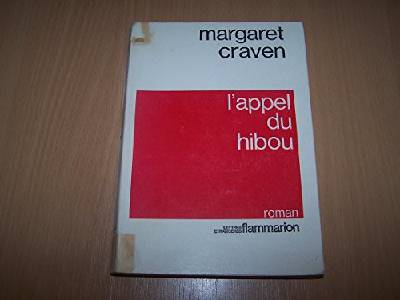 margaret
craven
l'appel
du
hibou
roman
flammarion